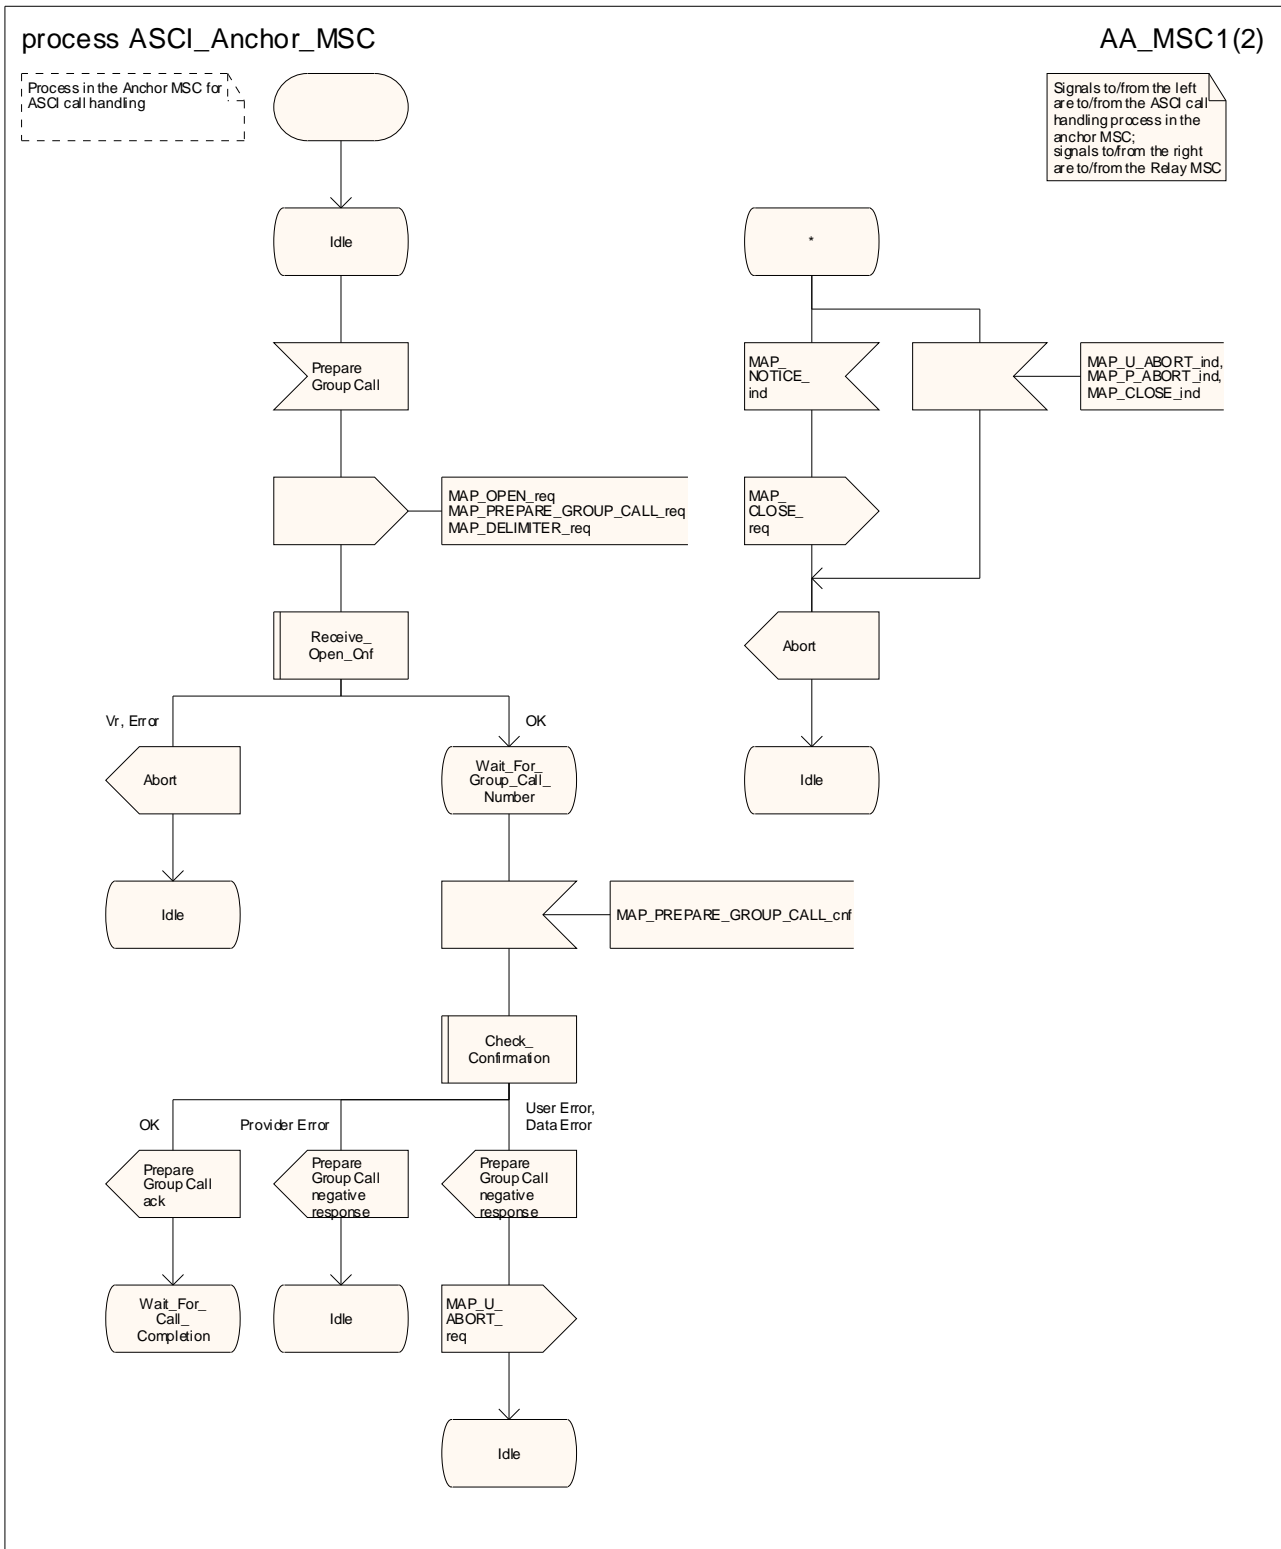 process ASCI_Anchor_MSC
AA_MSC1(2)
Process in the Anchor MSC for
ASCI call handling
Signals to/from the left
are to/from the ASCI call
handling process in the
anchor MSC;
signals to/from the right
are to/from the Relay MSC
Idle
*
Prepare
Group Call
MAP_
NOTICE_
ind
MAP_U_ABORT_ind,
MAP_P_ABORT_ind,
MAP_CLOSE_ind
MAP_OPEN_req
MAP_PREPARE_GROUP_CALL_req
MAP_DELIMITER_req
MAP_
CLOSE_
req
Receive_
Open_Cnf
Abort
Vr, Error
OK
Abort
Wait_For_
Group_Call_
Number
Idle
Idle
MAP_PREPARE_GROUP_CALL_cnf
Check_
Confirmation
OK
Provider Error
User Error,
Data Error
Prepare
Group Call
ack
Prepare
Group Call
negative
response
Prepare
Group Call
negative
response
Wait_For_
Call_
Completion
Idle
MAP_U_
ABORT_
req
Idle